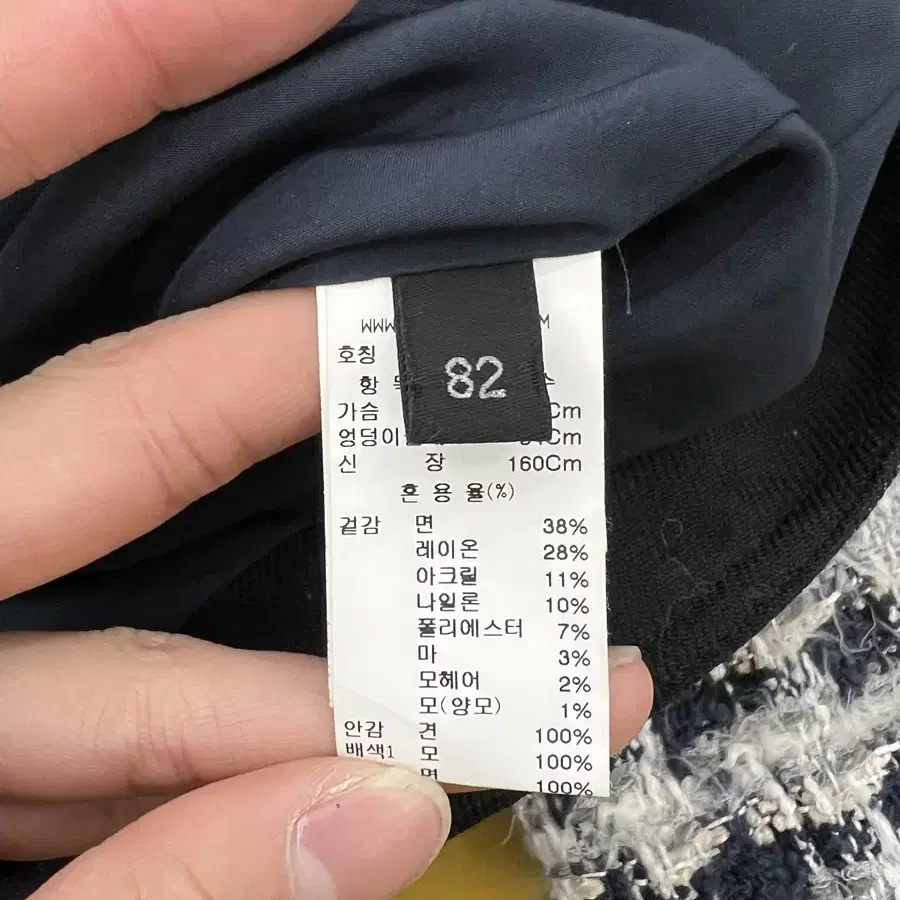 WWW M
호칭
82
항 수
가슴 Cm
엉덩이 Cm
신 장 160Cm
혼 용 율(%)
겉감 면 38%
레이온 28%
아크릴 11%
나일론 10%
폴리에스터 7%
마 3%
모헤어 2%
모(양모) 1%
안감 견 100%
배색1 모 100%
면 100%